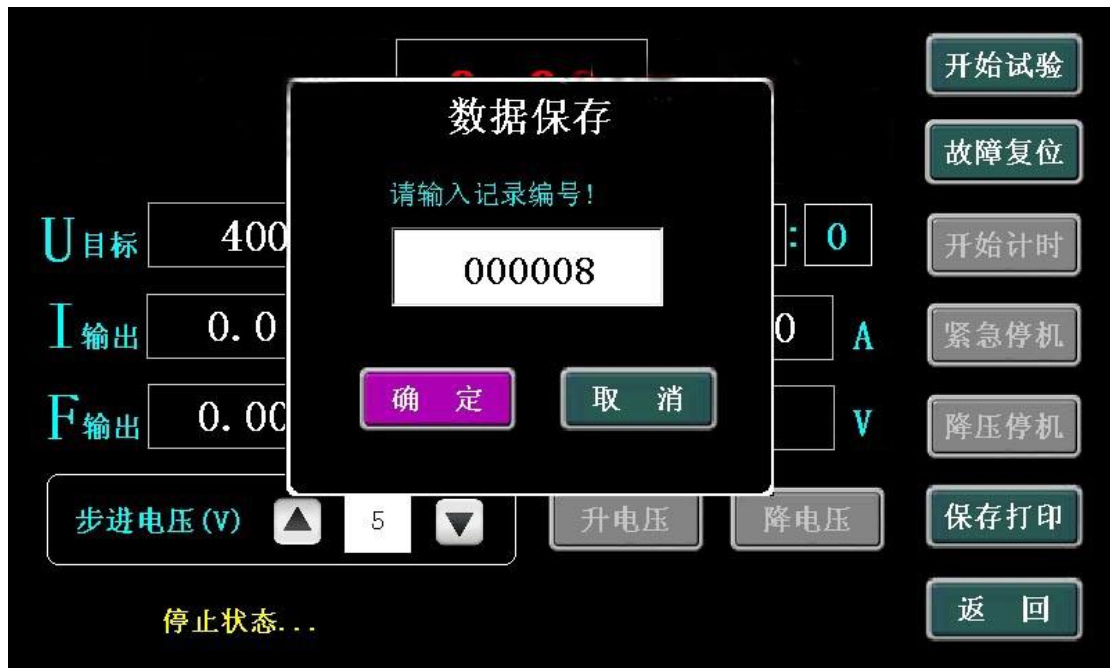 开始试验
数据保存
故障复位
请输入记录编号!
U目标 400 : 0
000008
开始计时
I输出 0.0 0 A
紧急停机
确 定 取 消
F输出 0.00 V
降压停机
步进电压(V) 5 升电压 降电压
保存打印
停止状态...
返 回